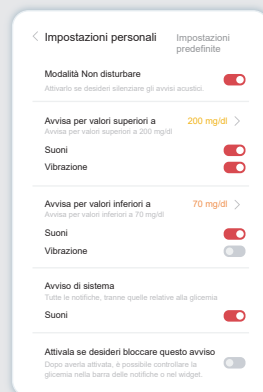 Impostazioni personali
Impostazioni
predefinite
Modalità Non disturbare
Attivarlo se desideri silenziare gli avvisi acustici.
Avvisa per valori superiori a 200 mg/dl
Avvisa per valori superiori a 200 mg/dl
Suoni
Vibrazione
Avvisa per valori inferiori a 70 mg/dl
Avvisa per valori inferiori a 70 mg/dl
Suoni
Vibrazione
Avviso di sistema
Tutte le notifiche, tranne quelle relative alla glicemia
Suoni
Attivala se desideri bloccare questo avviso
Dopo averla attivata, è possibile controllare la
glicemia nella barra delle notifiche o nel widget.